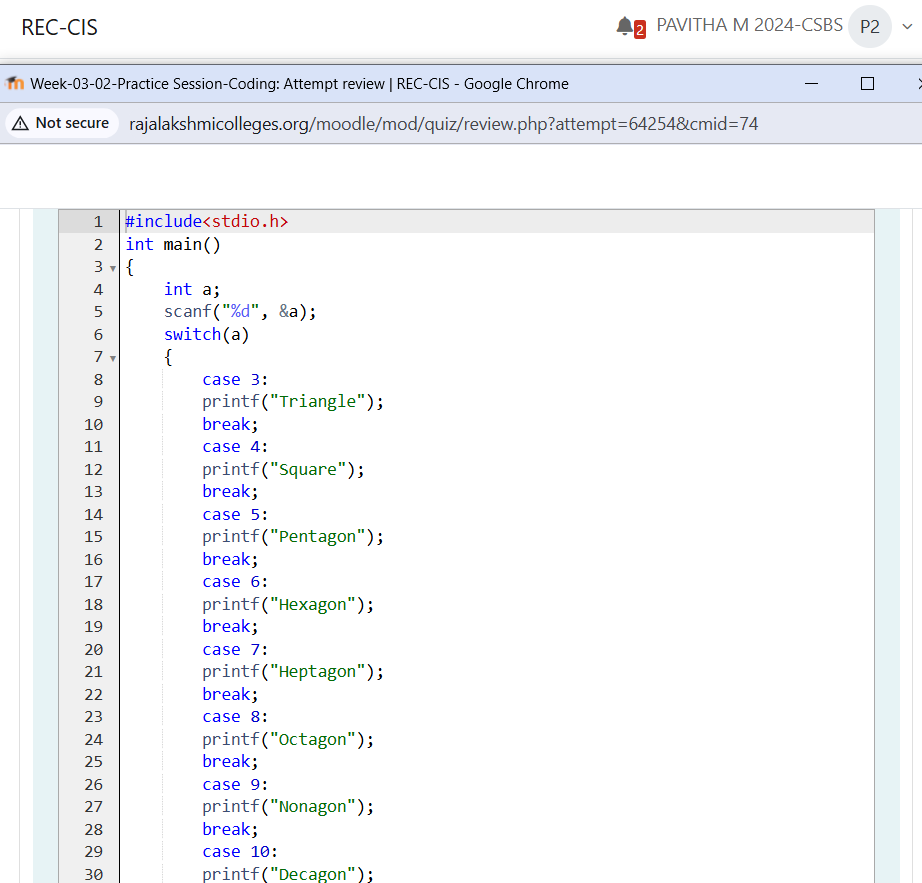 REC-CIS
2 PAVITHA M 2024-CSBS P2
Week-03-02-Practice Session-Coding: Attempt review | REC-CIS - Google Chrome
Not secure rajalakshmicolleges.org/moodle/mod/quiz/review.php?attempt=64254&cmid=74
1 #include<stdio.h>
2 int main()
3 {
4 int a;
5 scanf("%d", &a);
6 switch(a)
7 {
8 case 3:
9 printf("Triangle");
10 break;
11 case 4:
12 printf("Square");
13 break;
14 case 5:
15 printf("Pentagon");
16 break;
17 case 6:
18 printf("Hexagon");
19 break;
20 case 7:
21 printf("Heptagon");
22 break;
23 case 8:
24 printf("Octagon");
25 break;
26 case 9:
27 printf("Nonagon");
28 break;
29 case 10:
30 printf("Decagon");